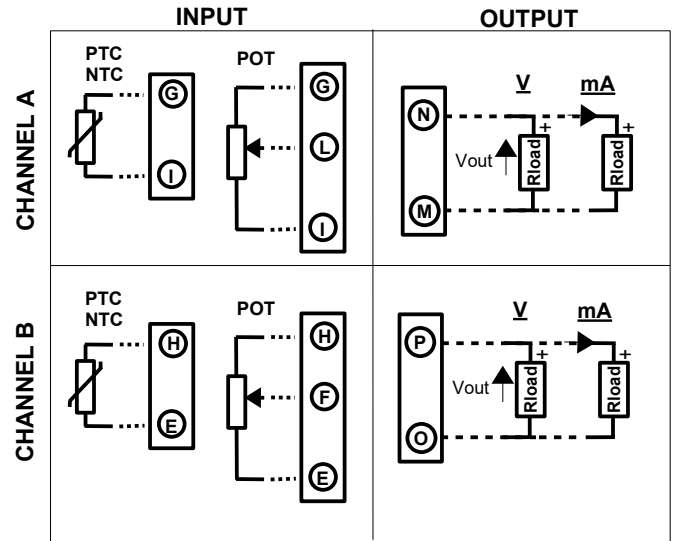 INPUT
OUTPUT
CHANNEL A
PTC
NTC
G
I
POT
G
L
I
V
mA
N
M
Vout
+
Rload
+
Rload
CHANNEL B
PTC
NTC
H
E
POT
H
F
E
V
mA
P
O
Vout
+
Rload
+
Rload